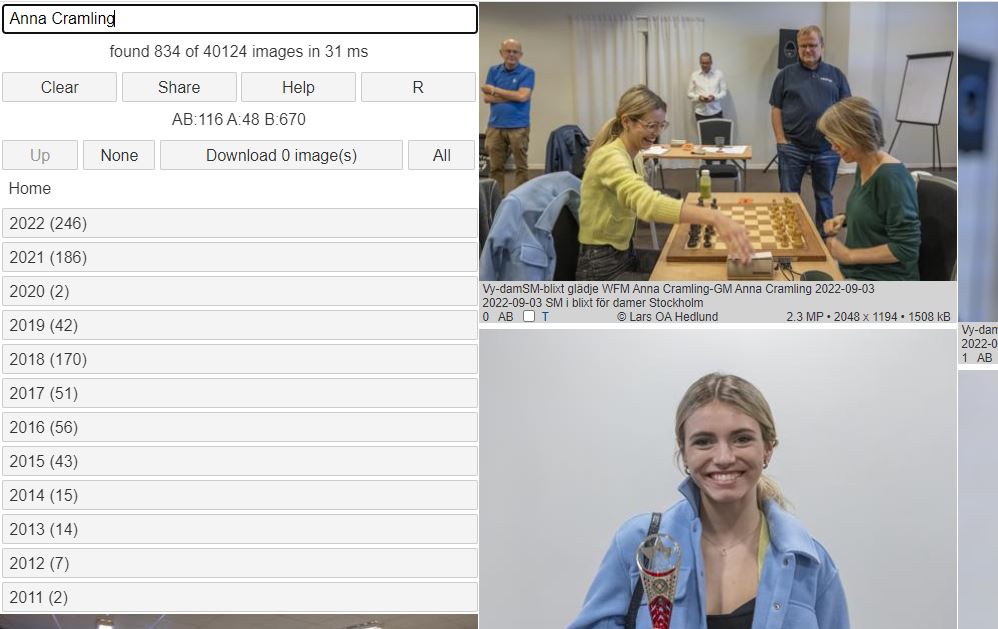 Anna Cramling
found 834 of 40124 images in 31 ms
Clear
Share
Help
R
AB:116 A:48 B:670
Up
None
Download 0 image(s)
All
Home
2022 (246)
2021 (186)
2020 (2)
2019 (42)
2018 (170)
2017 (51)
2016 (56)
2015 (43)
2014 (15)
2013 (14)
2012 (7)
2011 (2)
Vy-damSM-blixt glädje WFM Anna Cramling-GM Anna Cramling 2022-09-03
2022-09-03 SM i blixt för damer Stockholm
0 AB T © Lars OA Hedlund 2.3 MP • 2048 x 1194 • 1508 kB
Vy-dam
2022-0
1 AB